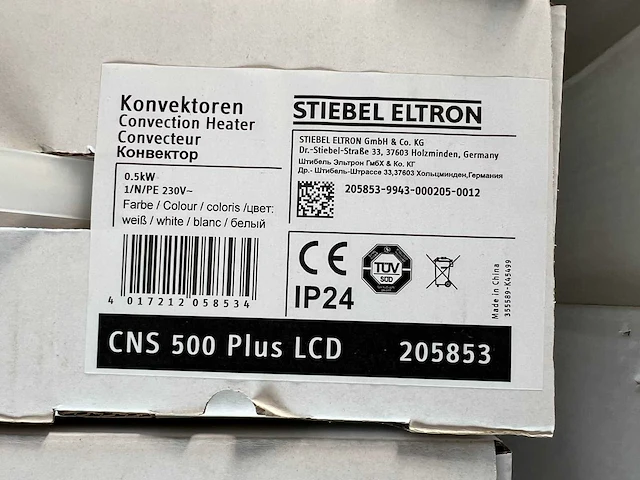 Konvektoren
Convection Heater
Convecteur
Конвектор
0.5kW
1/N/PE 230V~
Farbe / Colour / coloris /цвет:
weiß / white / blanc / белый
4 017212 058534
STIEBEL ELTRON
STIEBEL ELTRON GmbH & Co. KG
Dr.-Stiebel-Straße 33, 37603 Holzminden, Germany
Штибель Эльтрон ГмбХ & Ко. КГ
Др.- Штибель-Штрассе 33,37603 Хольцминден,Германия
205853-9943-000205-0012
CE
TÜV
SÜD
IP24
Made in China
355589-K45499
CNS 500 Plus LCD 205853